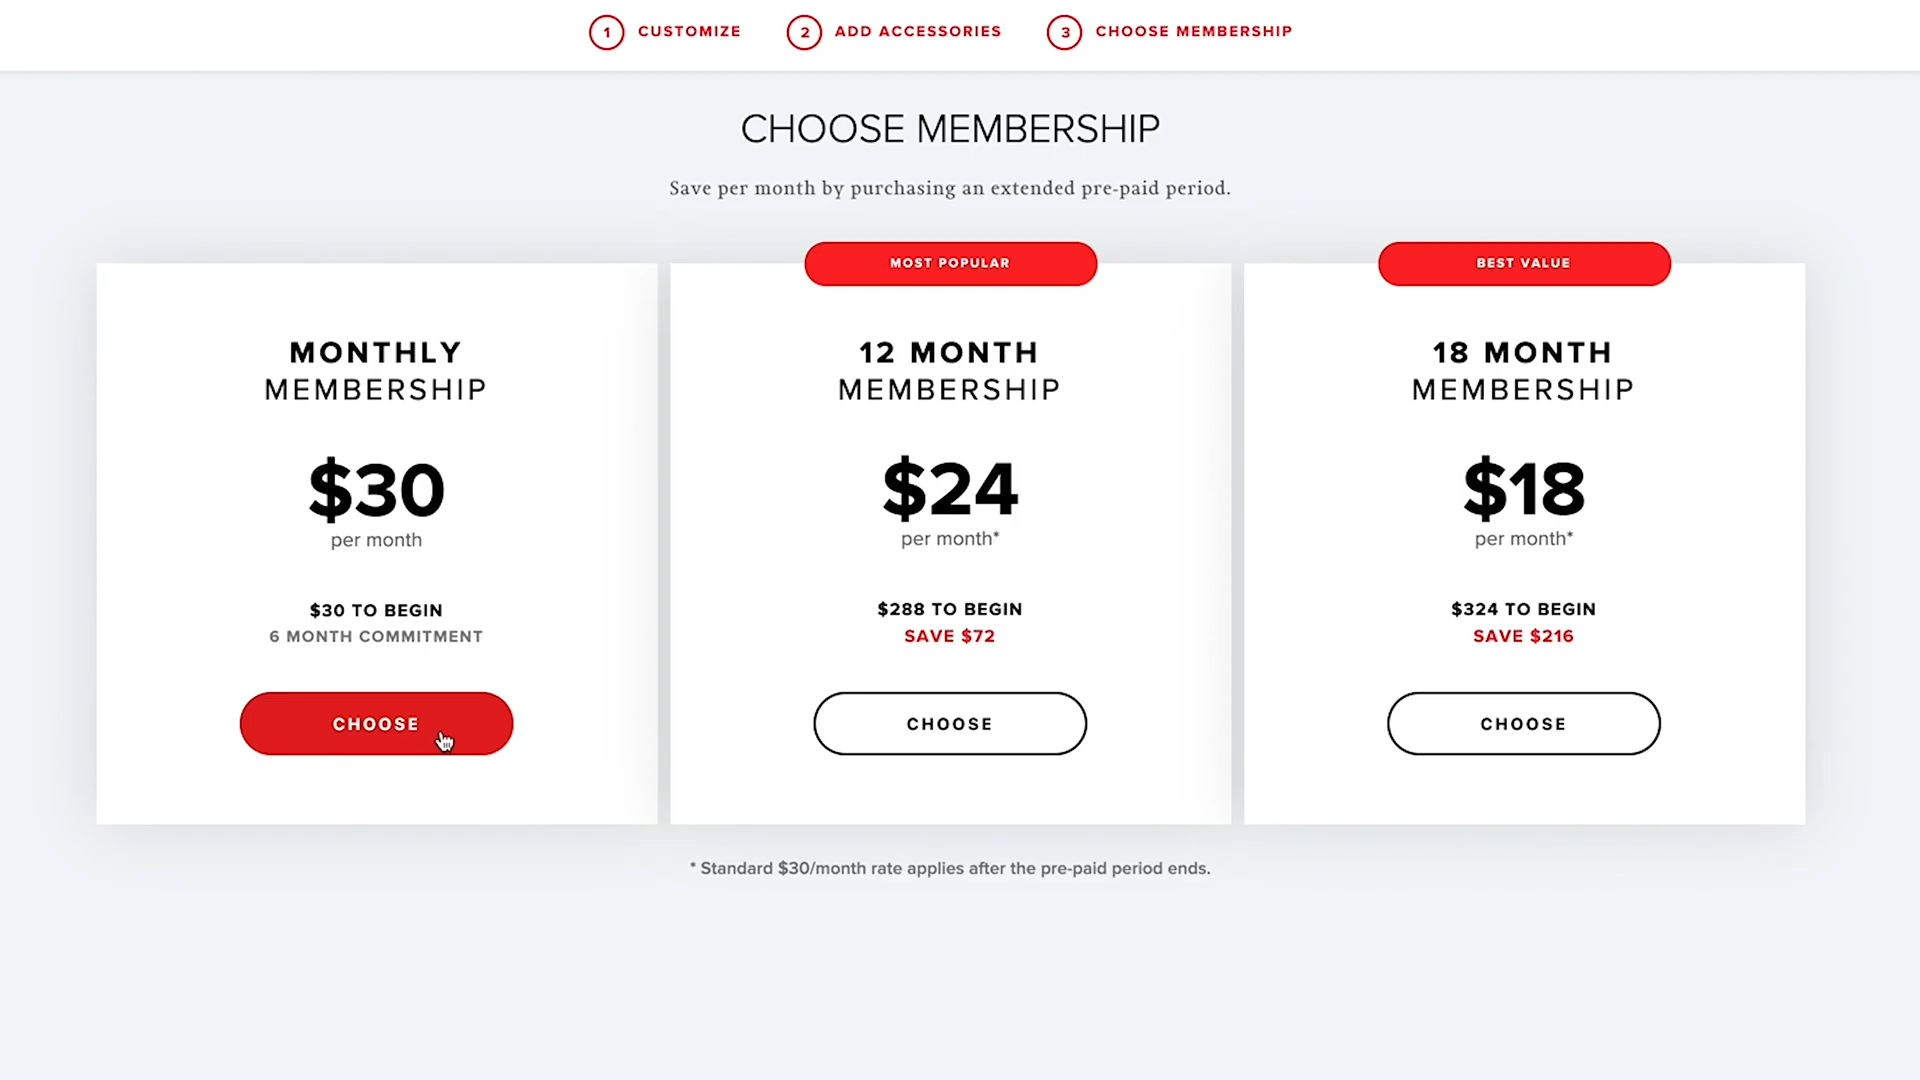 1 CUSTOMIZE
2 ADD ACCESSORIES
3 CHOOSE MEMBERSHIP
CHOOSE MEMBERSHIP
Save per month by purchasing an extended pre-paid period.
MONTHLY
MEMBERSHIP
$30
per month
$30 TO BEGIN
6 MONTH COMMITMENT
CHOOSE
MOST POPULAR
12 MONTH
MEMBERSHIP
$24
per month*
$288 TO BEGIN
SAVE $72
CHOOSE
BEST VALUE
18 MONTH
MEMBERSHIP
$18
per month*
$324 TO BEGIN
SAVE $216
CHOOSE
* Standard $30/month rate applies after the pre-paid period ends.